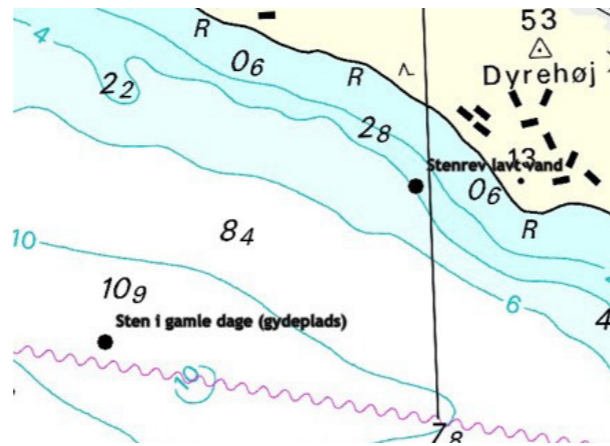 53
4
R
0₆
R
Dyrehøj
2₂
2₈
13
Stenrev lavt vand
0₆
R
8₄
10
6
4
10₉
Sten i gamle dage (gydeplads)
10
7₈